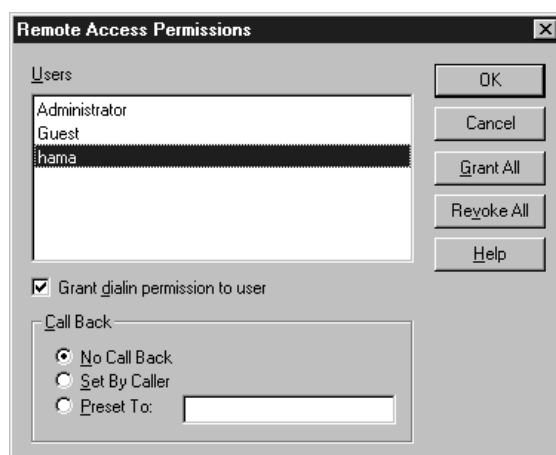 Remote Access Permissions
Users
Administrator
Guest
hama
OK
Cancel
Grant All
Revoke All
Help
Grant dialin permission to user
Call Back
No Call Back
Set By Caller
Preset To: